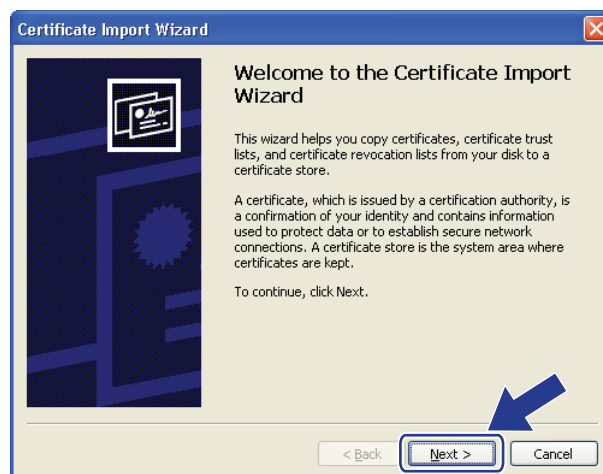 Certificate Import Wizard
Welcome to the Certificate Import
Wizard
This wizard helps you copy certificates, certificate trust
lists, and certificate revocation lists from your disk to a
certificate store.
A certificate, which is issued by a certification authority, is
a confirmation of your identity and contains information
used to protect data or to establish secure network
connections. A certificate store is the system area where
certificates are kept.
To continue, click Next.
< Back
Next >
Cancel